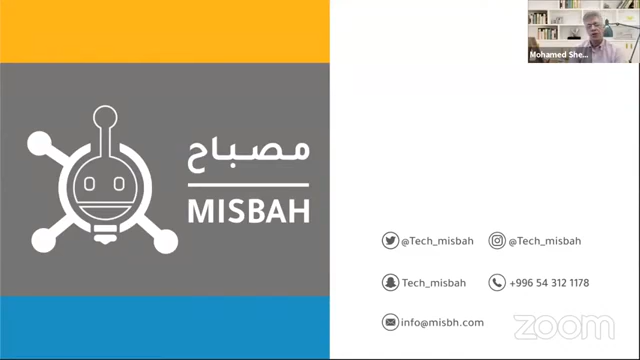 Mohamed She...
مصباح
MISBAH
@Tech_misbah
@Tech_misbah
Tech_misbah
+996 54 312 1178
info@misbh.com
zoom